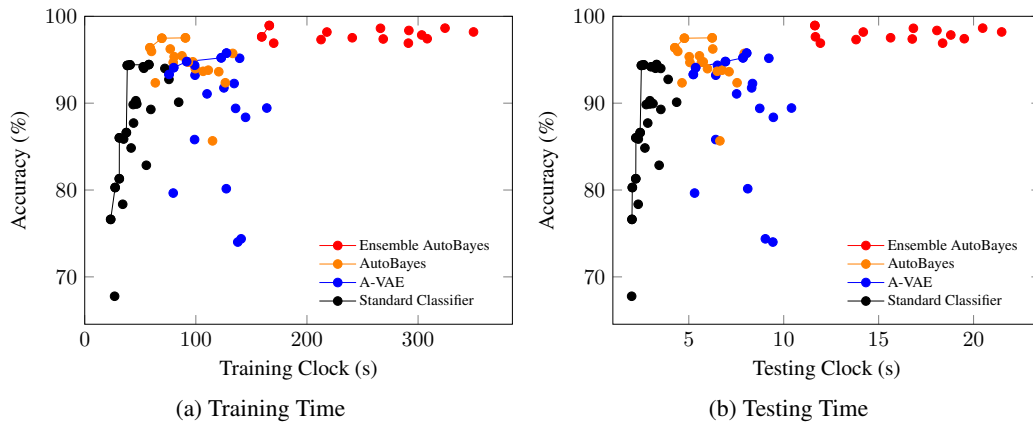 100
90
80
70
Accuracy (%)
0
100
200
300
Training Clock (s)
Ensemble AutoBayes
AutoBayes
A-VAE
Standard Classifier
(a) Training Time
100
90
80
70
Accuracy (%)
5
10
15
20
Testing Clock (s)
Ensemble AutoBayes
AutoBayes
A-VAE
Standard Classifier
(b) Testing Time